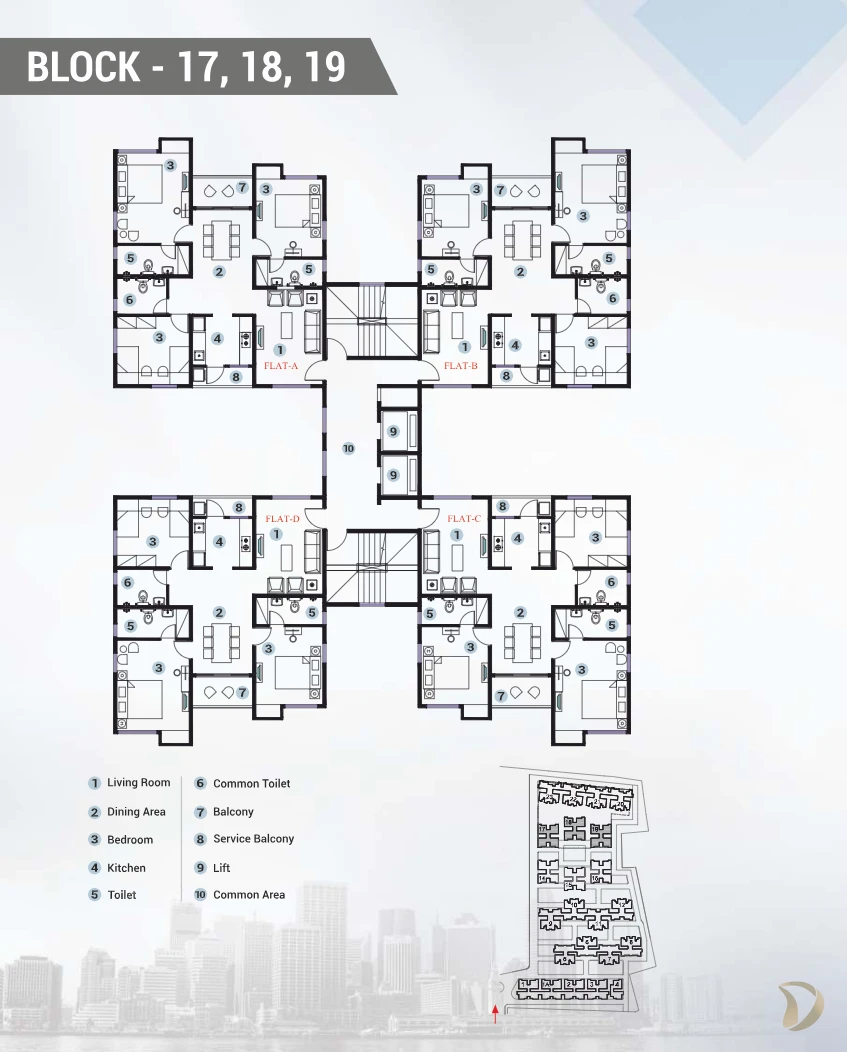 BLOCK - 17, 18, 19
3
7 3
3 7
3
5 2 5
5 2 5
6
6
3 4 1
1 4 3
FLAT-A
FLAT-B
8
8
9
10
9
8
8
FLAT-D
FLAT-C
3 4 1
1 4 3
6
6
5 2 5
5 2 5
3 3
3 3
7
7
1 Living Room
2 Dining Area
3 Bedroom
4 Kitchen
5 Toilet
6 Common Toilet
7 Balcony
8 Service Balcony
9 Lift
10 Common Area